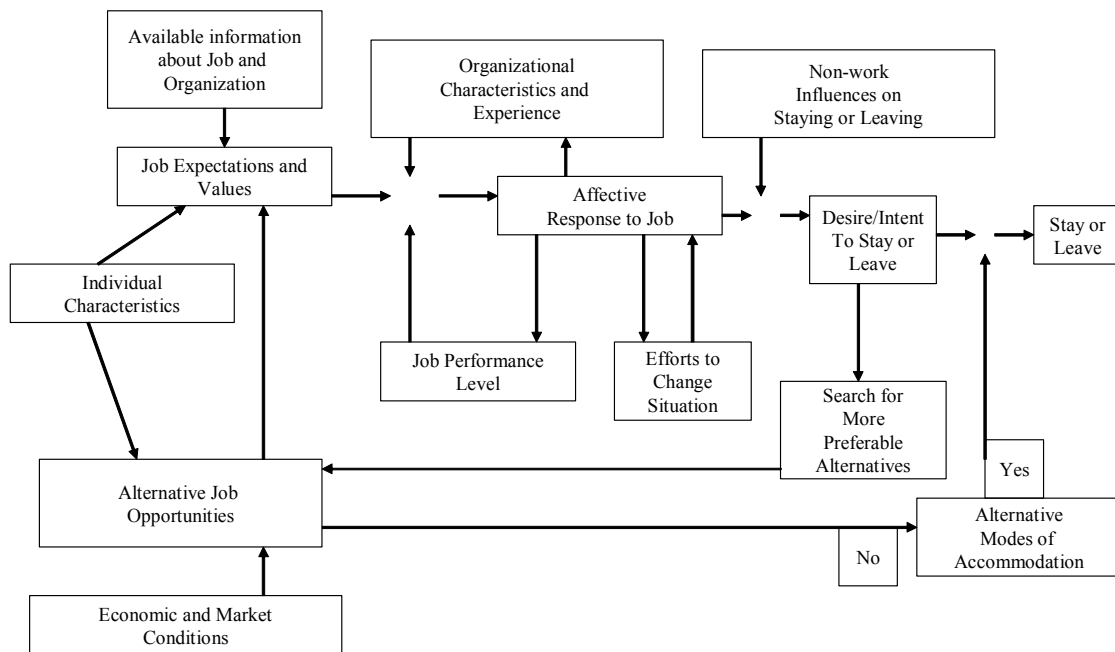 Available information
about Job and
Organization
Organizational
Characteristics and
Experience
Non-work
Influences on
Staying or Leaving
Job Expectations and
Values
Affective
Response to Job
Desire/Intent
To Stay or
Leave
Stay or
Leave
Individual
Characteristics
Job Performance
Level
Efforts to
Change
Situation
Search for
More
Preferable
Alternatives
Alternative Job
Opportunities
Yes
No
Alternative
Modes of
Accommodation
Economic and Market
Conditions